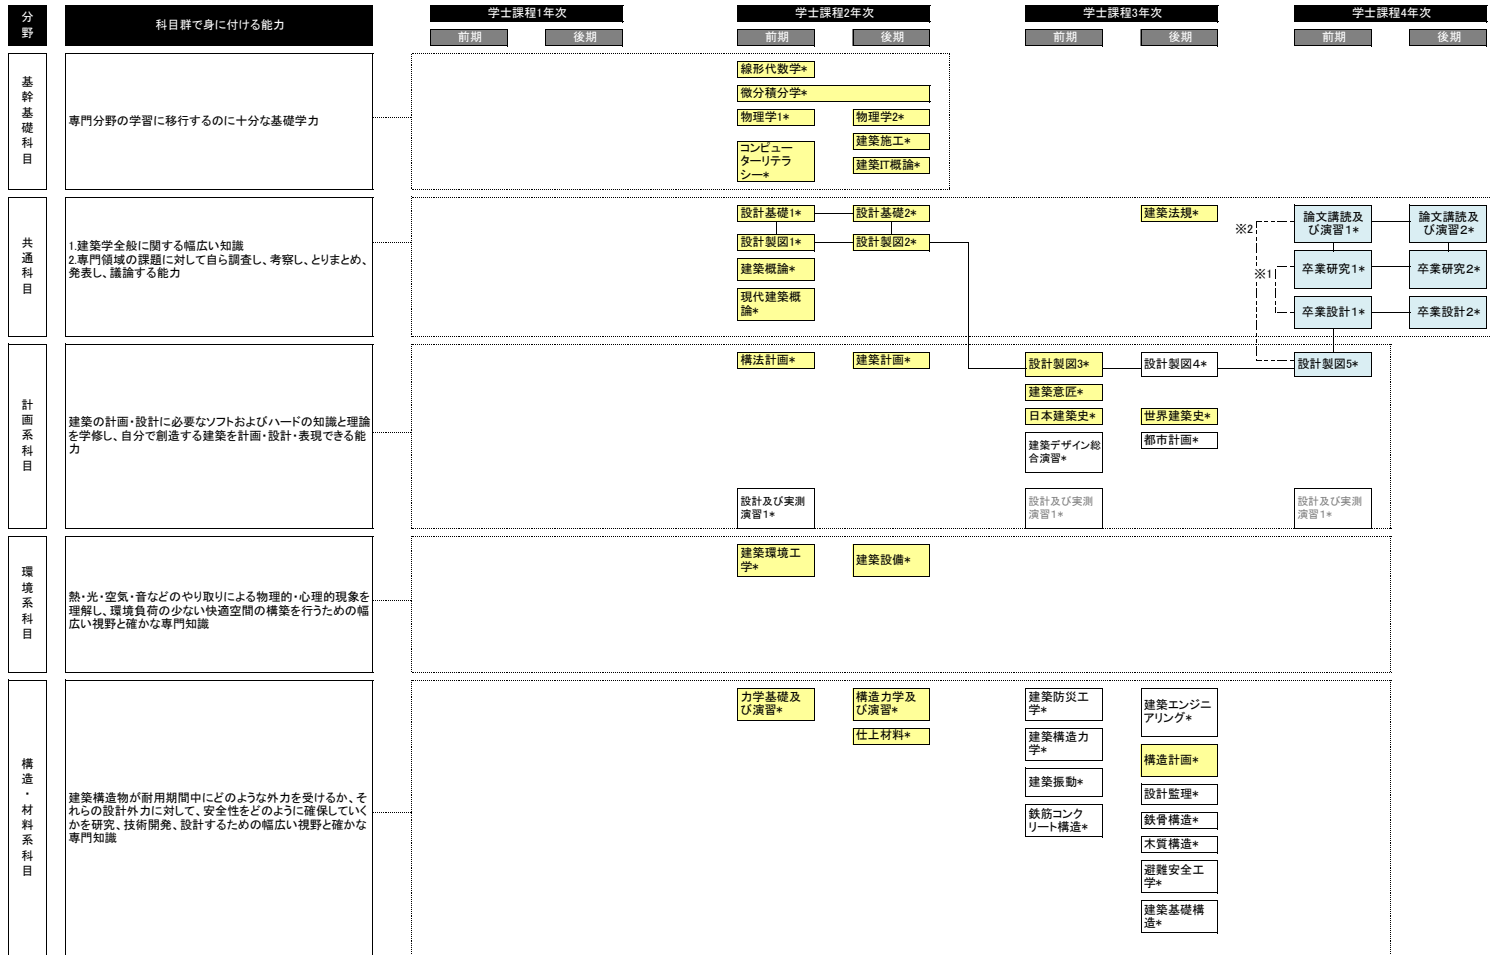 分
野
科目群で身に付ける能力
学士課程1年次
学士課程2年次
学士課程3年次
学士課程4年次
前期
後期
前期
後期
前期
後期
前期
後期
基
幹
基
礎
科
目
専門分野の学習に移行するのに十分な基礎学力
線形代数学*
微分積分学*
物理学1*
物理学2*
コンピュー
ターリテラ
シー*
建築施工*
建築IT概論*
共
通
科
目
1.建築学全般に関する幅広い知識
2.専門領域の課題に対して自ら調査し、考察し、とりまとめ、
発表し、議論する能力
設計基礎1*
設計基礎2*
設計製図1*
設計製図2*
建築概論*
現代建築概
論*
建築法規*
※2
※1
論文講読及
び演習1*
論文講読及
び演習2*
卒業研究1*
卒業研究2*
卒業設計1*
卒業設計2*
計
画
系
科
目
建築の計画・設計に必要なソフトおよびハードの知識と理論
を学修し、自分で創造する建築を計画・設計・表現できる能
力
構法計画*
建築計画*
設計製図3*
設計製図4*
設計製図5*
建築意匠*
日本建築史*
世界建築史*
建築デザイン総
合演習*
都市計画*
設計及び実測
演習1*
設計及び実測
演習1*
設計及び実測
演習1*
環
境
系
科
目
熱・光・空気・音などのやり取りによる物理的・心理的現象を
理解し、環境負荷の少ない快適空間の構築を行うための幅
広い視野と確かな専門知識
建築環境工
学*
建築設備*
構
造
・
材
料
系
科
目
建築構造物が耐用期間中にどのような外力を受けるか、そ
れらの設計外力に対して、安全性をどのように確保していく
かを研究、技術開発、設計するための幅広い視野と確かな
専門知識
力学基礎及
び演習*
構造力学及
び演習*
仕上材料*
建築防災工
学*
建築構造力
学*
建築振動*
鉄筋コンク
リート構造*
建築エンジニ
アリング*
構造計画*
設計監理*
鉄骨構造*
木質構造*
避難安全工
学*
建築基礎構
造*